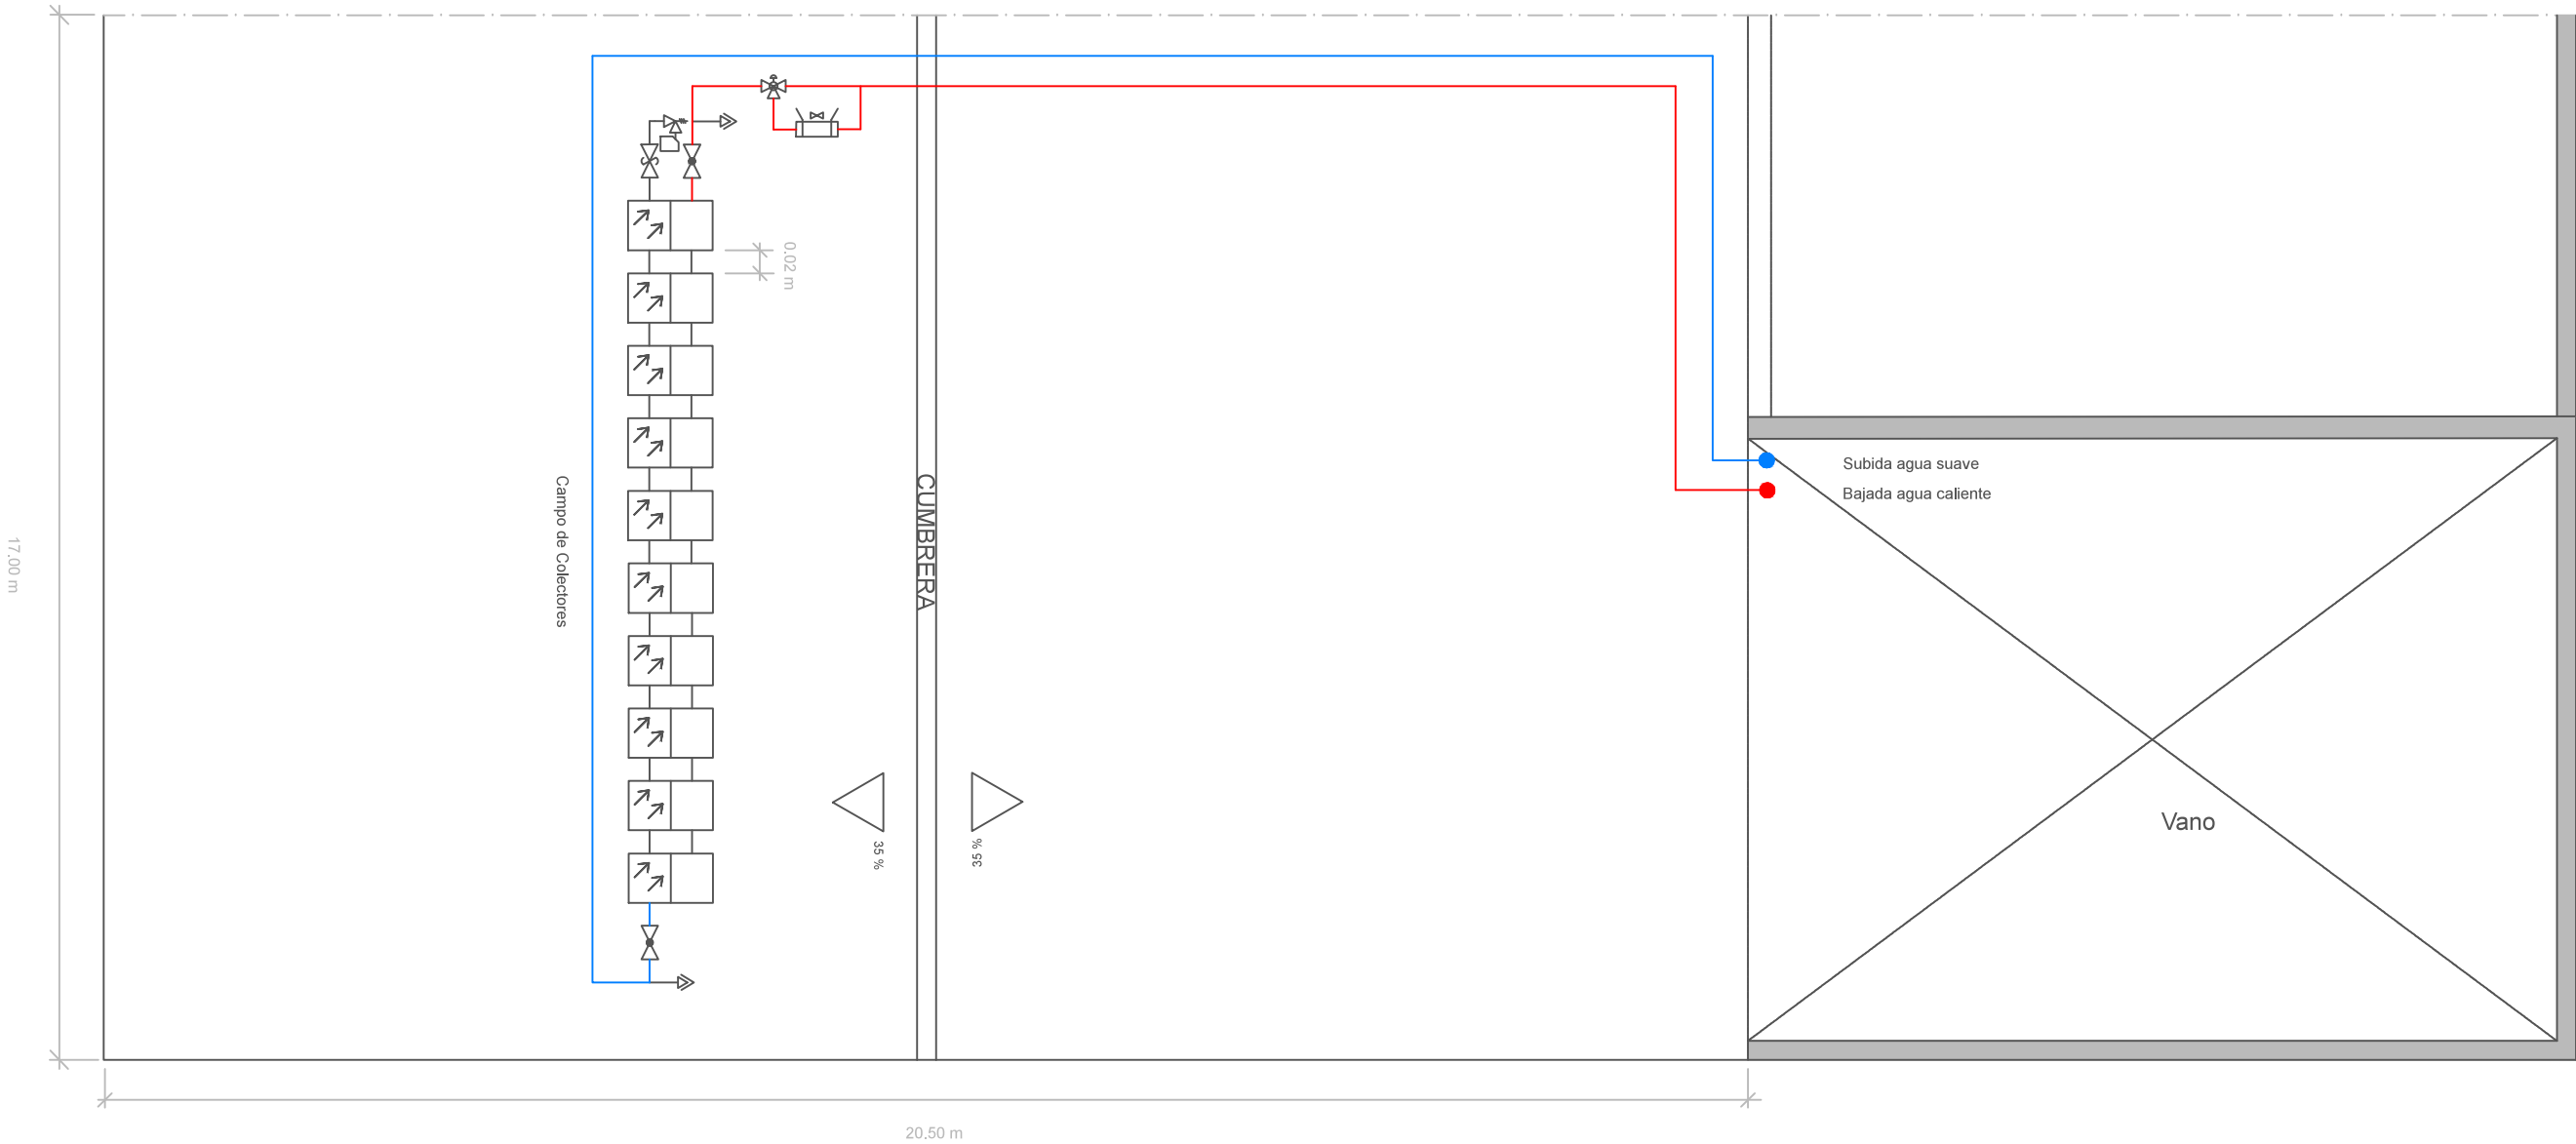 0.02 m
Campo de Colectores
CUMBRERA
Subida agua suave
Bajada agua caliente
17.00 m
Vano
35 %
35 %
20.50 m